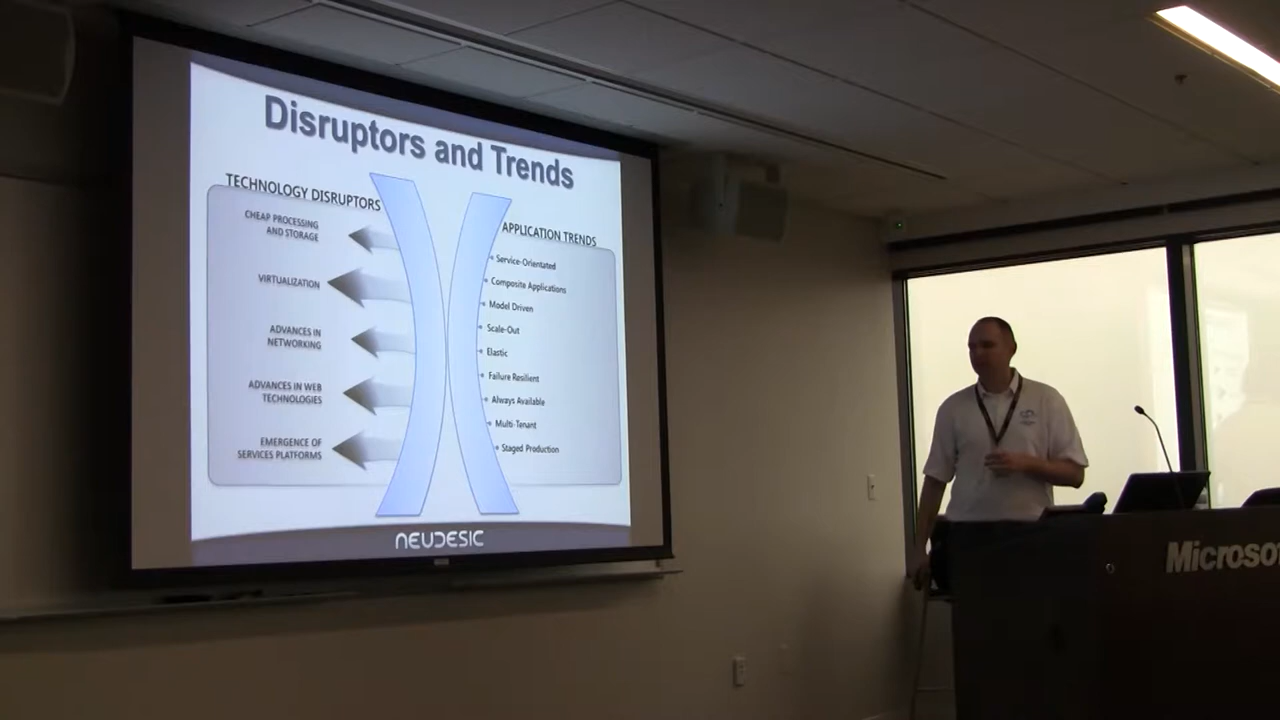 Disruptors and Trends
TECHNOLOGY DISRUPTORS
CHEAP PROCESSING
AND STORAGE
VIRTUALIZATION
ADVANCES IN
NETWORKING
ADVANCES IN WEB
TECHNOLOGIES
EMERGENCE OF
SERVICES PLATFORMS
APPLICATION TRENDS
Service-Orientated
Composite Applications
Model Driven
Scale-Out
Elastic
Failure Resilient
Always Available
Multi-Tenant
Staged Production
NEUDESIC
Microsof